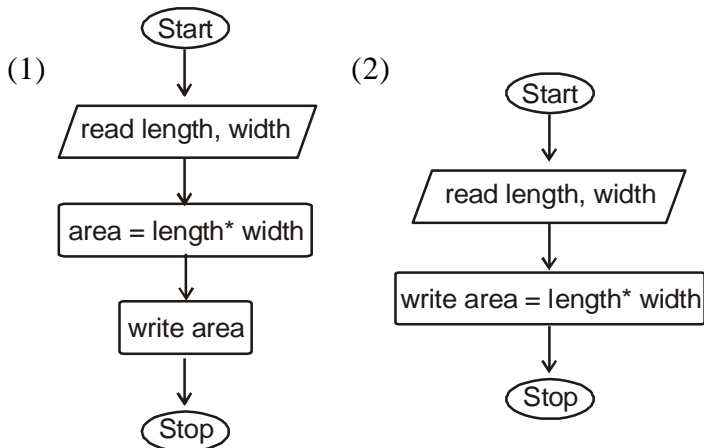 (1)
Start
read length, width
area = length* width
write area
Stop
(2)
Start
read length, width
write area = length* width
Stop